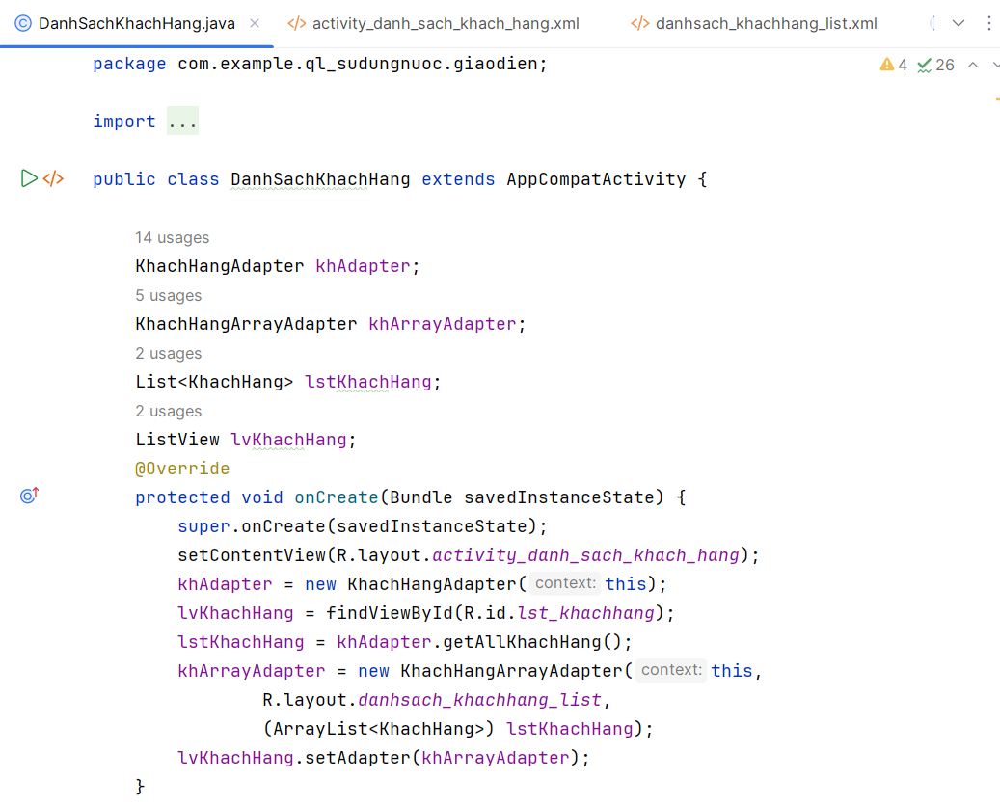 DanhSachKhachHang.java × </> activity_danh_sach_khach_hang.xml </> danhsach_khachhang_list.xml
package com.example.ql_sudungnuoc.giaodien; 4 26
import ...
</> public class DanhSachKhachHang extends AppCompatActivity {
14 usages
KhachHangAdapter khAdapter;
5 usages
KhachHangArrayAdapter khArrayAdapter;
2 usages
List<KhachHang> lstKhachHang;
2 usages
ListView lvKhachHang;
@Override
protected void onCreate(Bundle savedInstanceState) {
super.onCreate(savedInstanceState);
setContentView(R.layout.activity_danh_sach_khach_hang);
khAdapter = new KhachHangAdapter( context: this);
lvKhachHang = findViewById(R.id.lst_khachhang);
lstKhachHang = khAdapter.getAllKhachHang();
khArrayAdapter = new KhachHangArrayAdapter( context: this,
R.layout.danhsach_khachhang_list,
(ArrayList<KhachHang>) lstKhachHang);
lvKhachHang.setAdapter(khArrayAdapter);
}